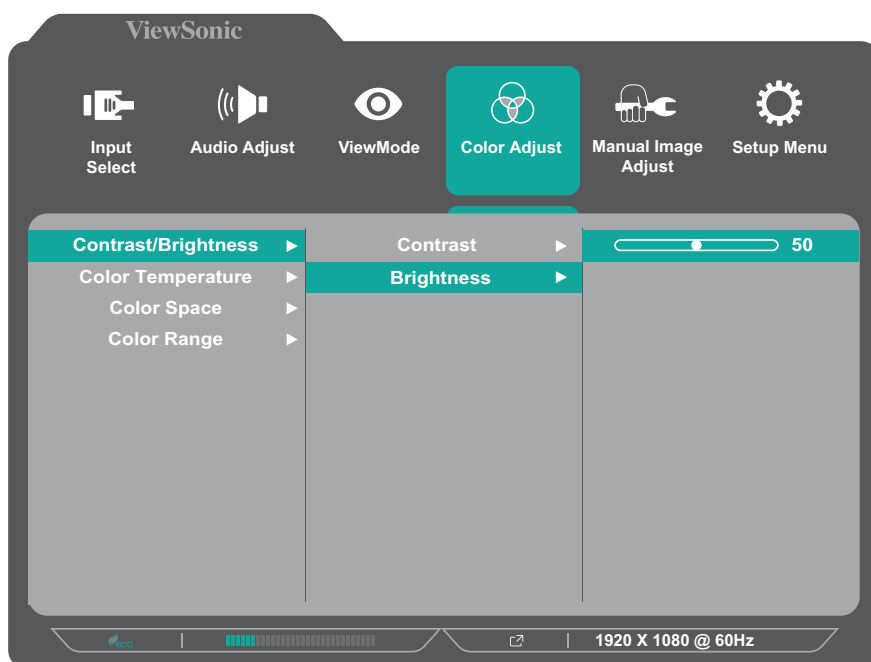 ViewSonic
Input
Select
Audio Adjust
ViewMode
Color Adjust
Manual Image
Adjust
Setup Menu
Contrast/Brightness
Contrast
50
Color Temperature
Brightness
Color Space
Color Range
eco
1920 X 1080 @ 60Hz